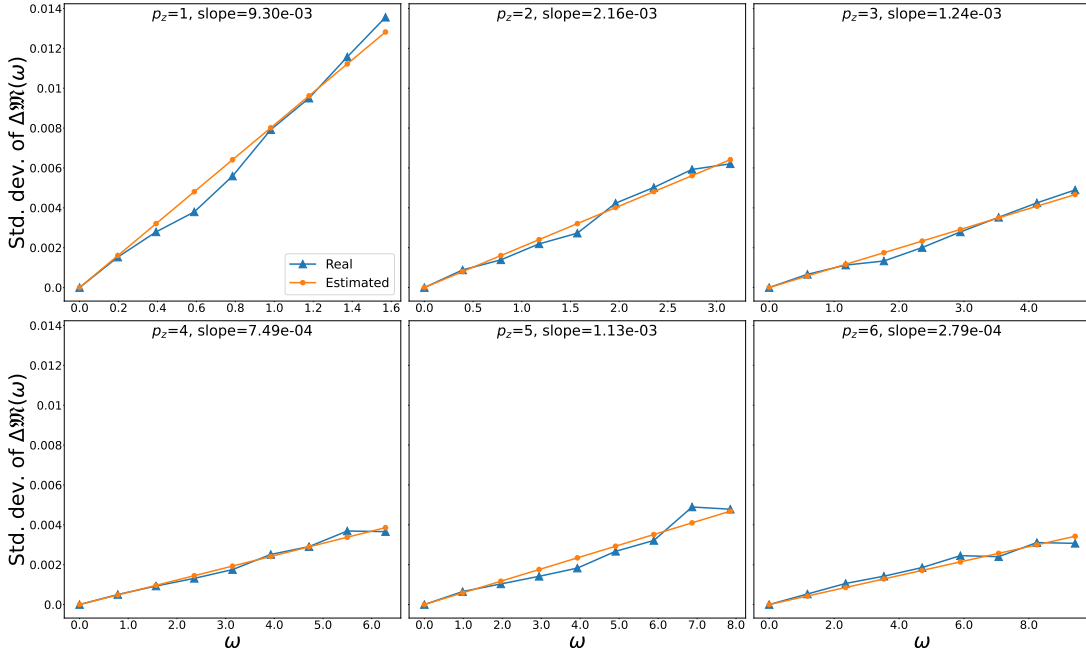 p_z=1, slope=9.30e-03
p_z=2, slope=2.16e-03
p_z=3, slope=1.24e-03
Std. dev. of Δ𝔐(ω)
0.014
0.012
0.010
0.008
0.006
0.004
0.002
0.0
Real
Estimated
0.0 0.2 0.4 0.6 0.8 1.0 1.2 1.4 1.6
0.0 0.5 1.0 1.5 2.0 2.5 3.0
0.0 1.0 2.0 3.0 4.0
p_z=4, slope=7.49e-04
p_z=5, slope=1.13e-03
p_z=6, slope=2.79e-04
Std. dev. of Δ𝔐(ω)
0.014
0.012
0.010
0.008
0.006
0.004
0.002
0.0
0.0 1.0 2.0 3.0 4.0 5.0 6.0
0.0 1.0 2.0 3.0 4.0 5.0 6.0 7.0 8.0
0.0 2.0 4.0 6.0 8.0
ω
ω
ω